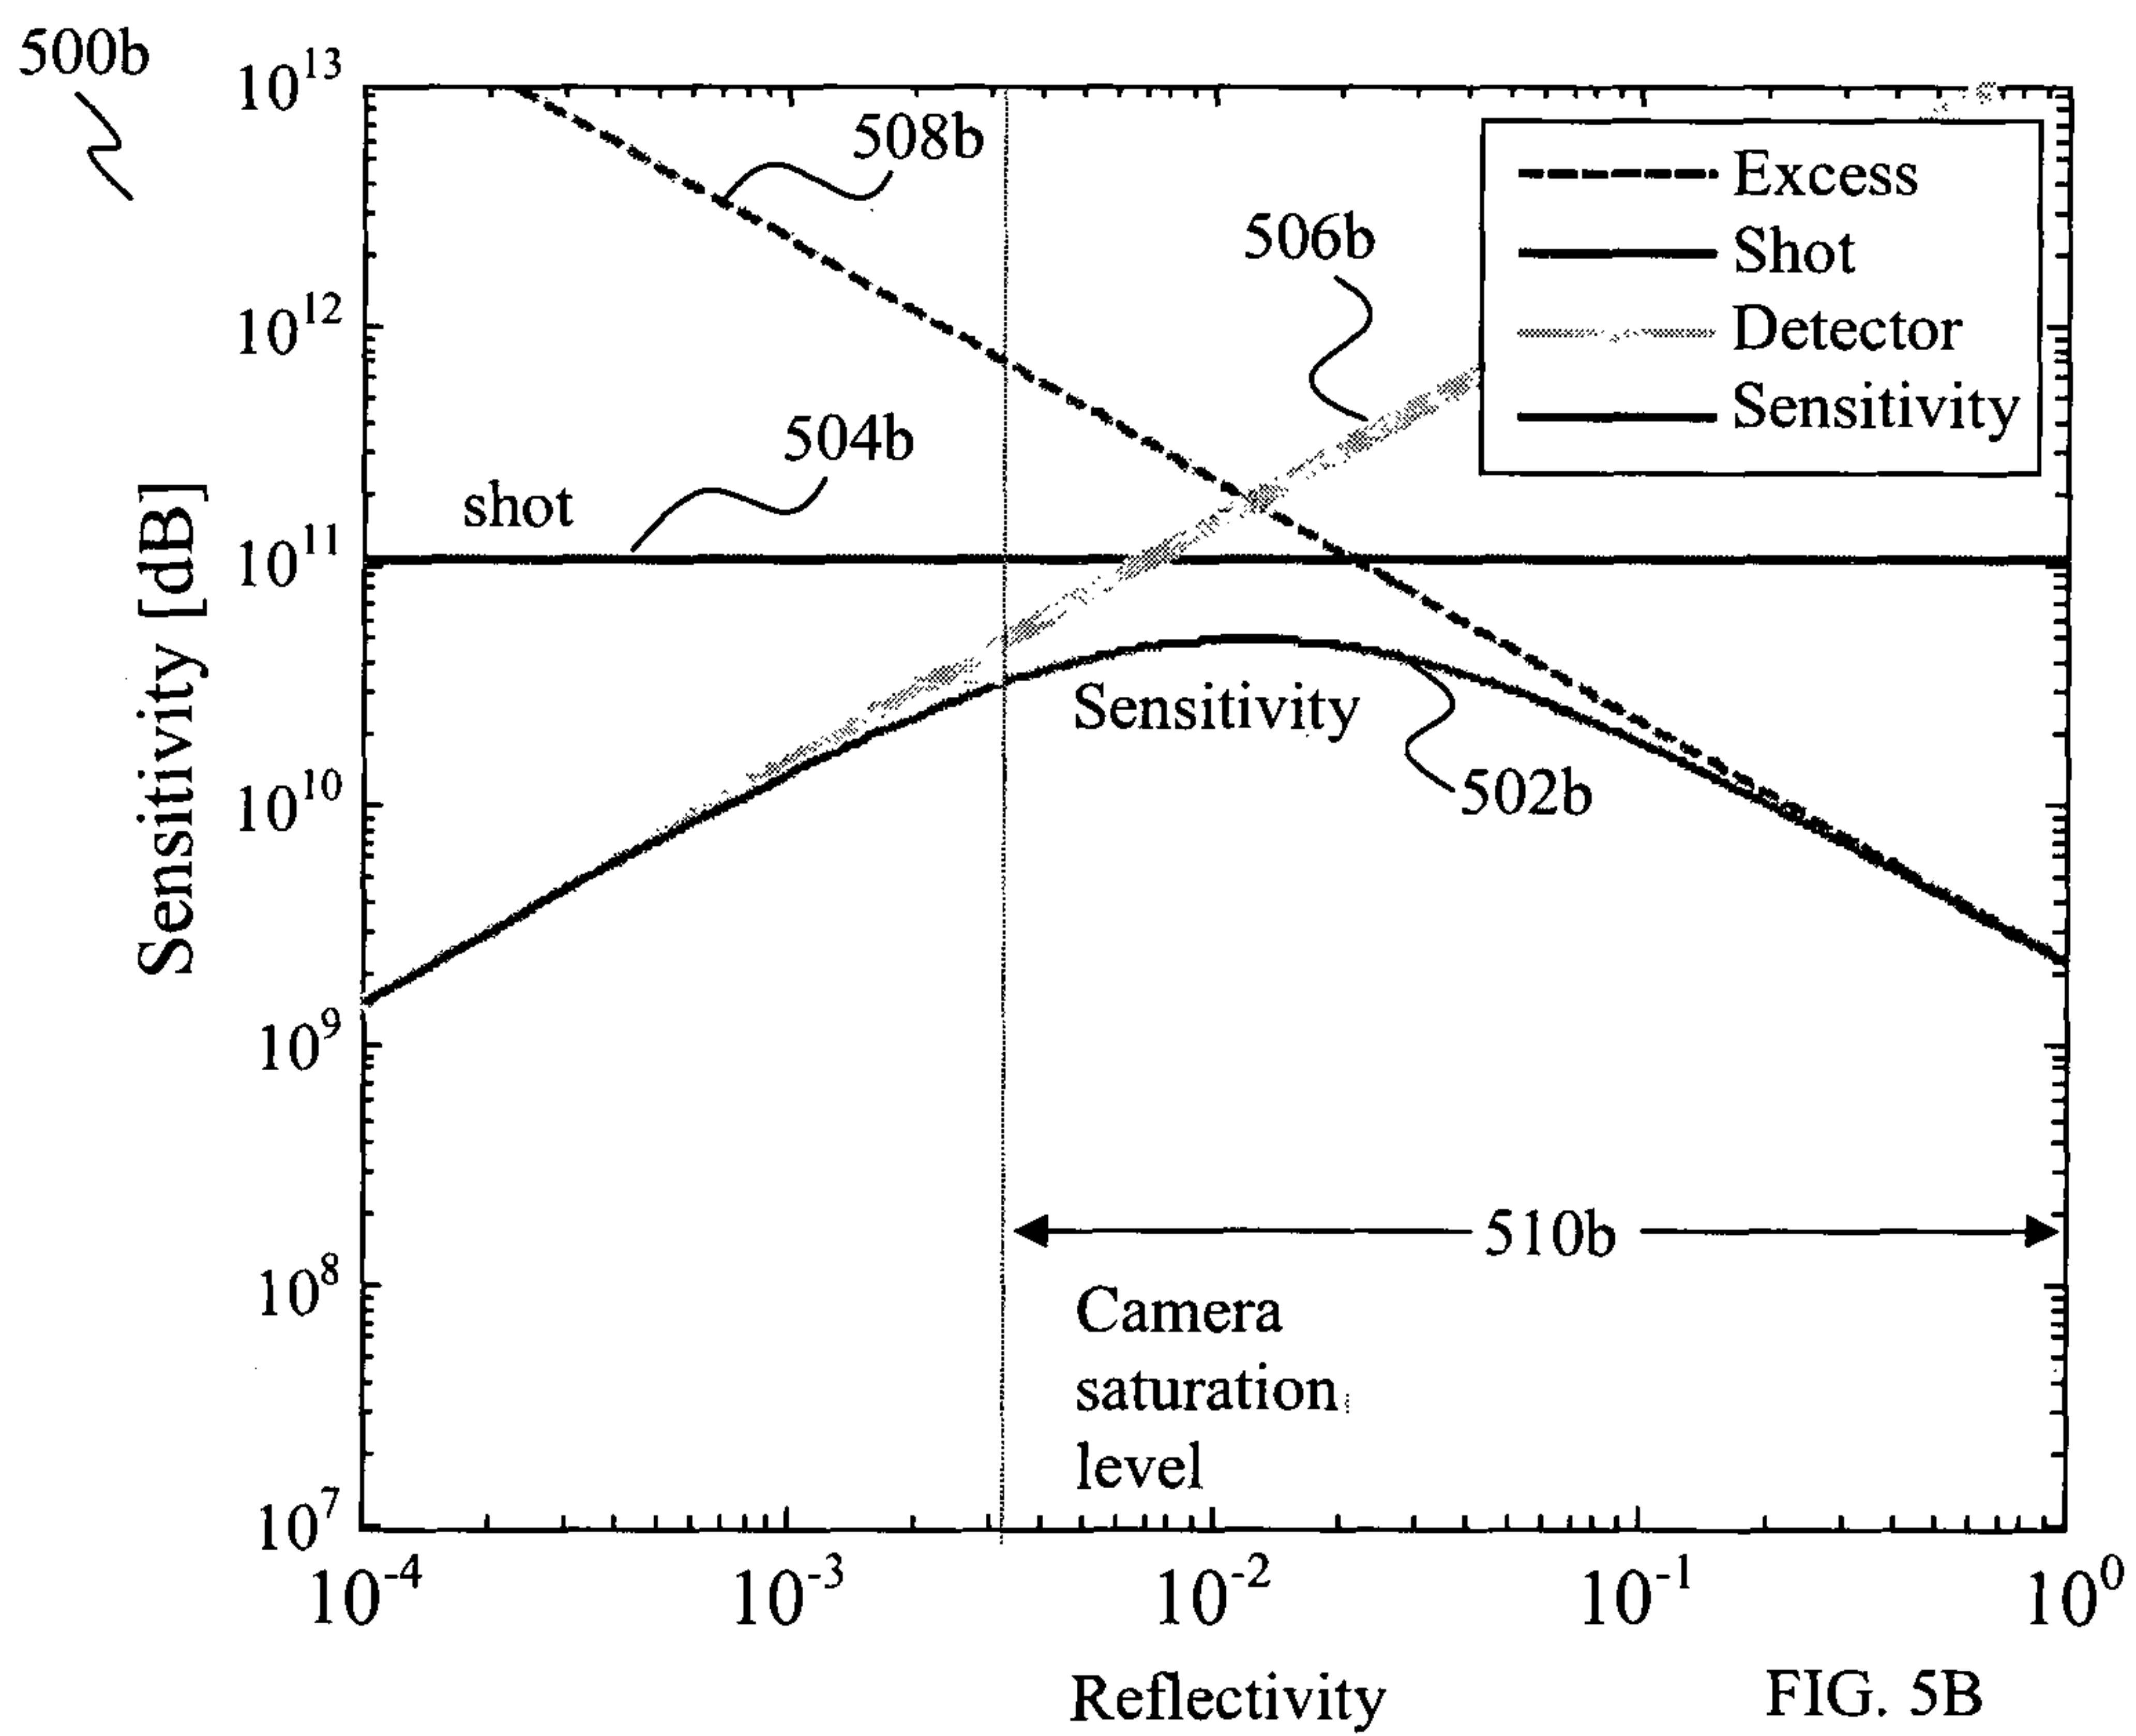 500b
10^13
10^12
10^11
10^10
10^9
10^8
10^7
Sensitivity [dB]
508b
506b
504b
shot
Excess
Shot
Detector
Sensitivity
Sensitivity
502b
510b
Camera
saturation
level
10^-4
10^-3
10^-2
10^-1
10^0
Reflectivity
FIG. 5B